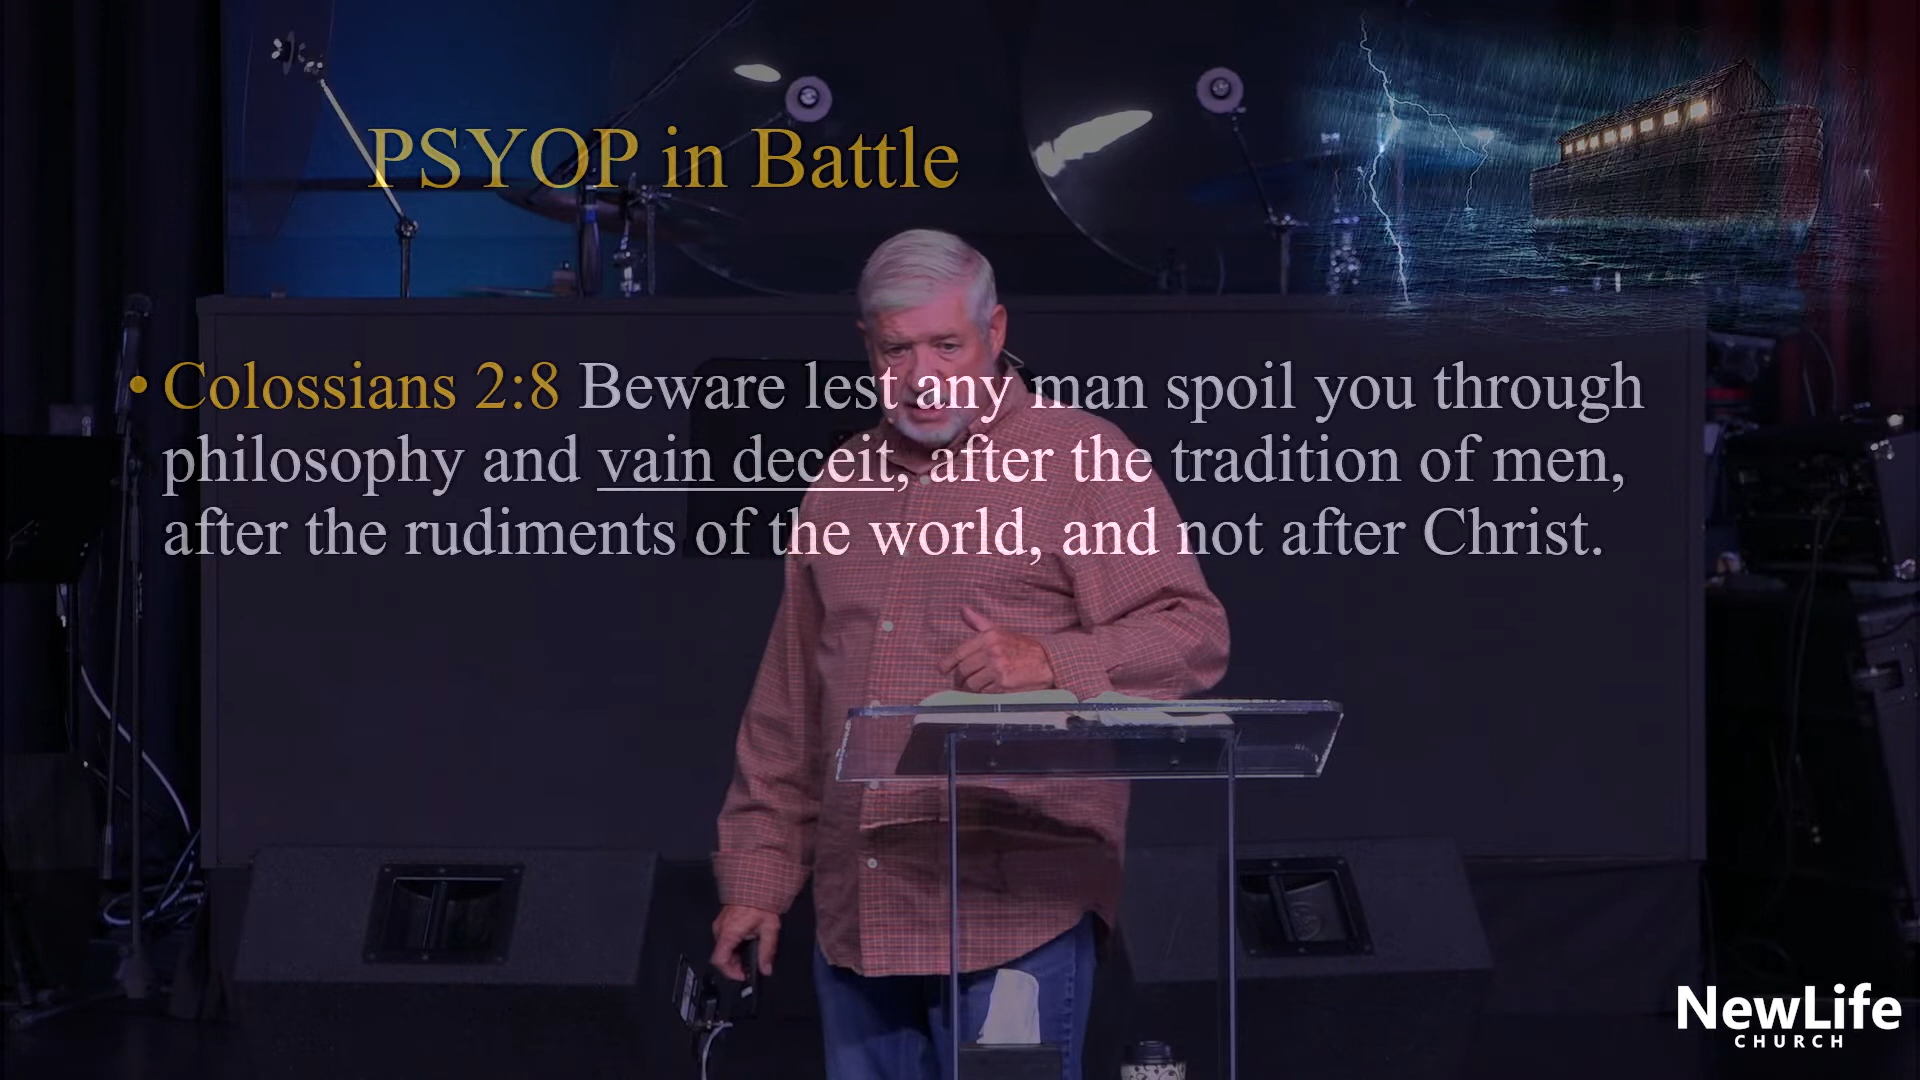 PSYOP in Battle
• Colossians 2:8 Beware lest any man spoil you through
philosophy and vain deceit, after the tradition of men,
after the rudiments of the world, and not after Christ.
NewLife
CHURCH